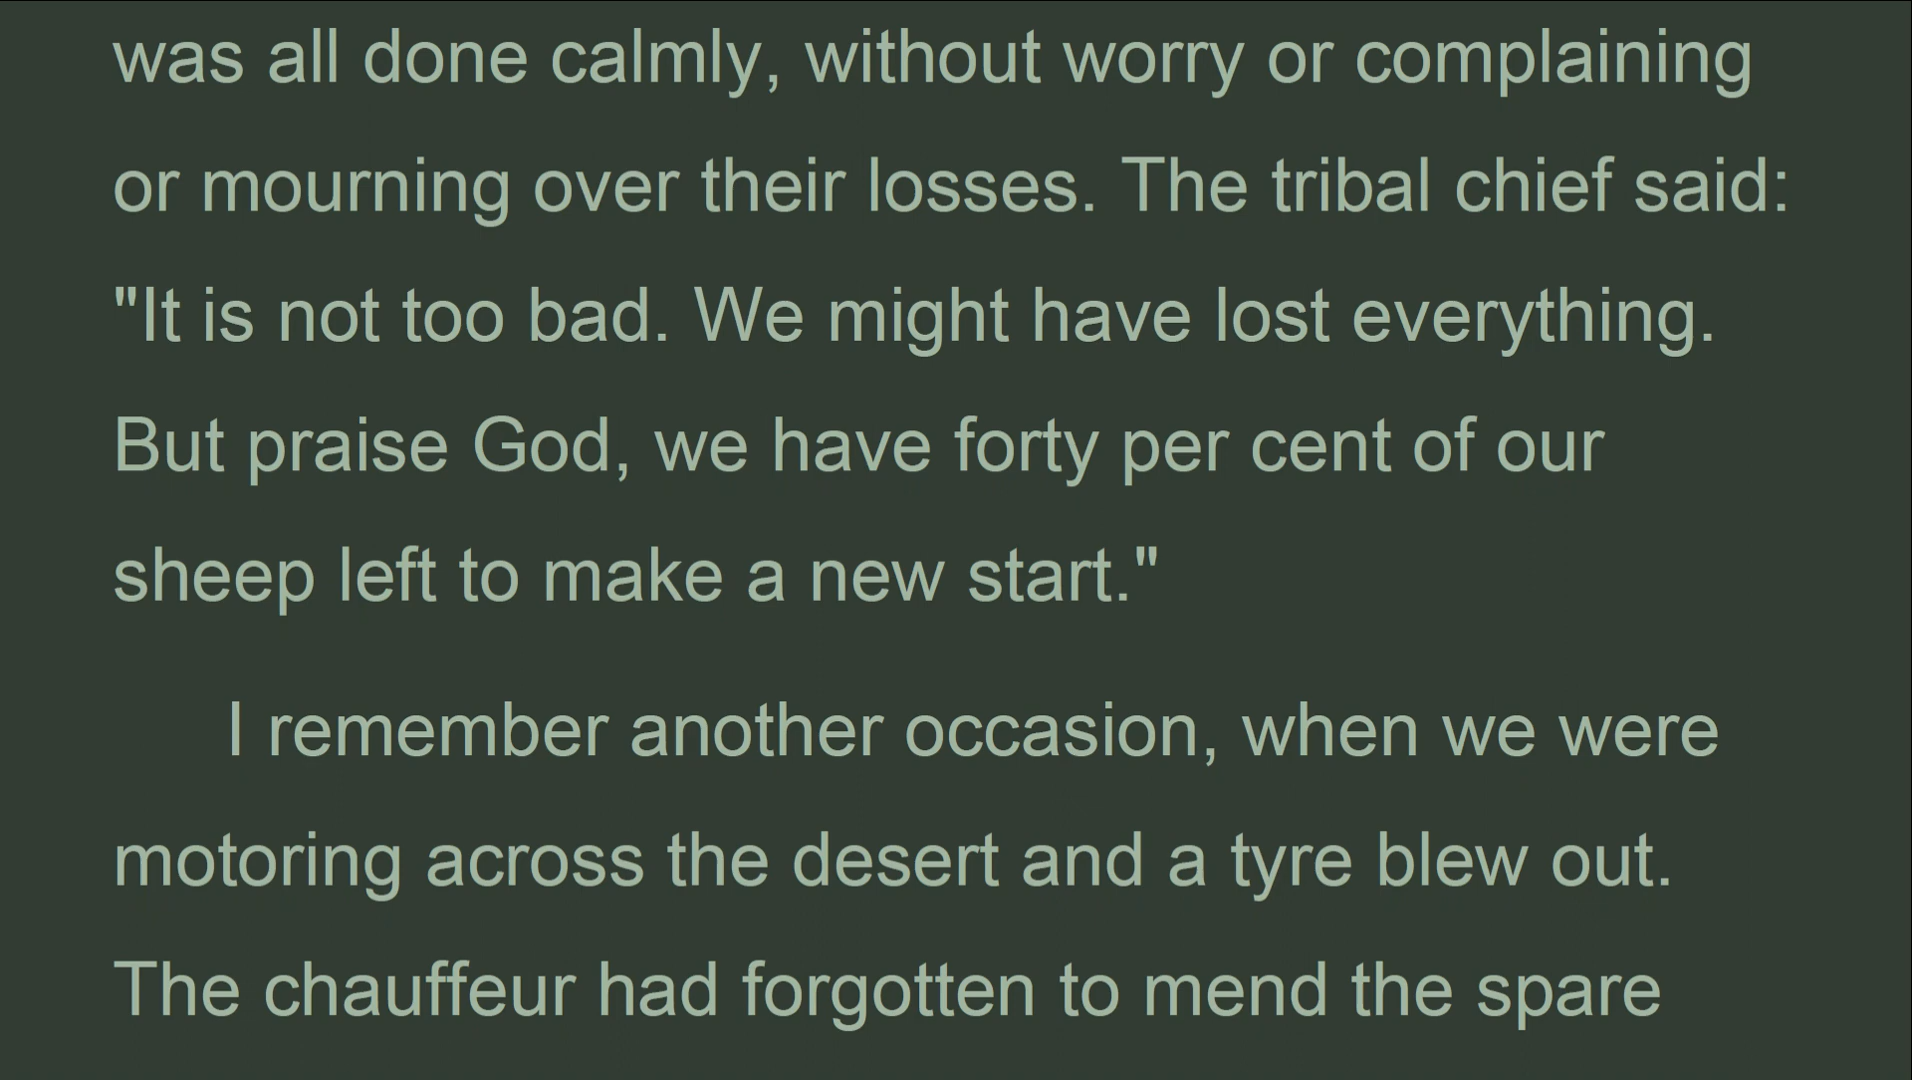 was all done calmly, without worry or complaining
or mourning over their losses. The tribal chief said:
"It is not too bad. We might have lost everything.
But praise God, we have forty per cent of our
sheep left to make a new start."
I remember another occasion, when we were
motoring across the desert and a tyre blew out.
The chauffeur had forgotten to mend the spare